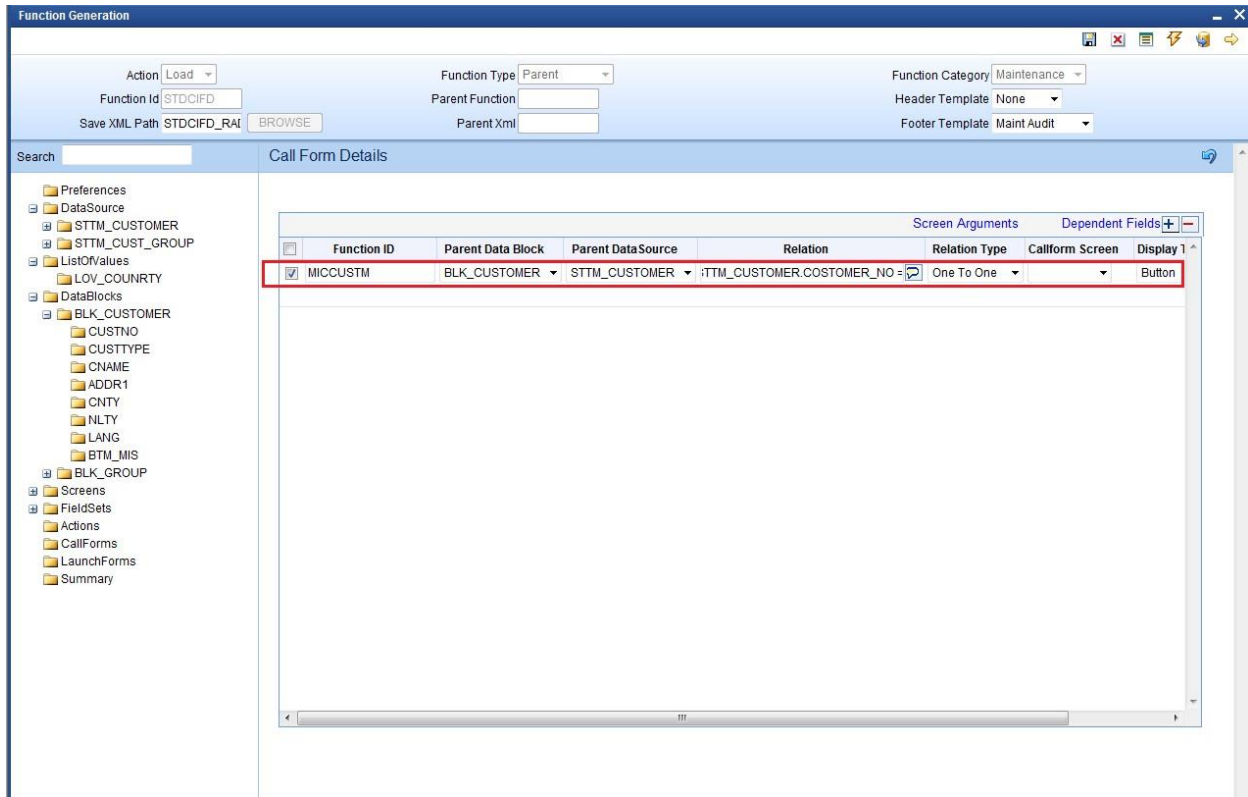 Function Generation
Action Load Function Type Parent Function Category Maintenance
Function Id STDCIFD Parent Function Header Template None
Save XML Path STDCIFD_RAD BROWSE Parent Xml Footer Template Maint Audit
Search Call Form Details
Preferences
DataSource
STTM_CUSTOMER
STTM_CUST_GROUP
ListOfValues
LOV_COUNRTY
DataBlocks
BLK_CUSTOMER
CUSTNO
CUSTTYPE
CNAME
ADDR1
CNTY
NLTY
LANG
BTM_MIS
BLK_GROUP
Screens
FieldSets
Actions
CallForms
LaunchForms
Summary
Screen Arguments Dependent Fields
Function ID Parent Data Block Parent DataSource Relation Relation Type Callform Screen Display
MICCUSTM BLK_CUSTOMER STTM_CUSTOMER TTM_CUSTOMER.COSTOMER_NO = One To One Button